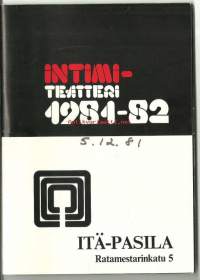 INTIMI-
TEATTERI
1981-82
5.12.81
ITÄ-PASILA
Ratamestarinkatu 5